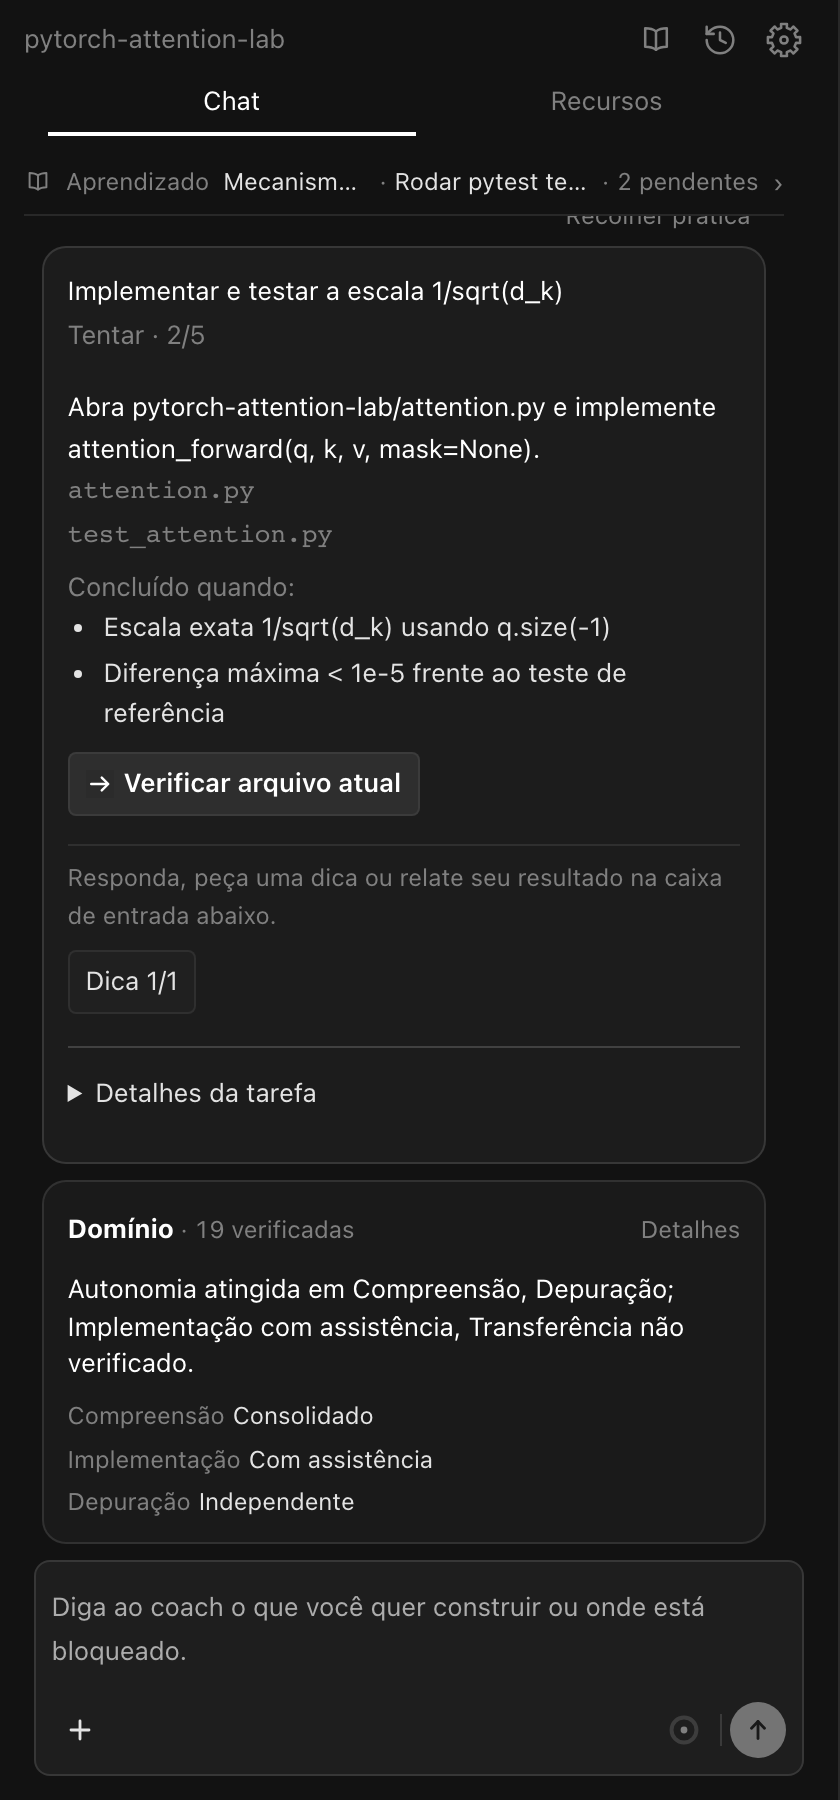 pytorch-attention-lab
Chat
Recursos
Aprendizado Mecanism... · Rodar pytest te... · 2 pendentes ›
Recolher prática
Implementar e testar a escala 1/sqrt(d_k)
Tentar · 2/5
Abra pytorch-attention-lab/attention.py e implemente
attention_forward(q, k, v, mask=None).
attention.py
test_attention.py
Concluído quando:
• Escala exata 1/sqrt(d_k) usando q.size(-1)
• Diferença máxima < 1e-5 frente ao teste de
referência
→ Verificar arquivo atual
Responda, peça uma dica ou relate seu resultado na caixa
de entrada abaixo.
Dica 1/1
▶ Detalhes da tarefa
Domínio · 19 verificadas
Detalhes
Autonomia atingida em Compreensão, Depuração;
Implementação com assistência, Transferência não
verificado.
Compreensão Consolidado
Implementação Com assistência
Depuração Independente
Diga ao coach o que você quer construir ou onde está
bloqueado.